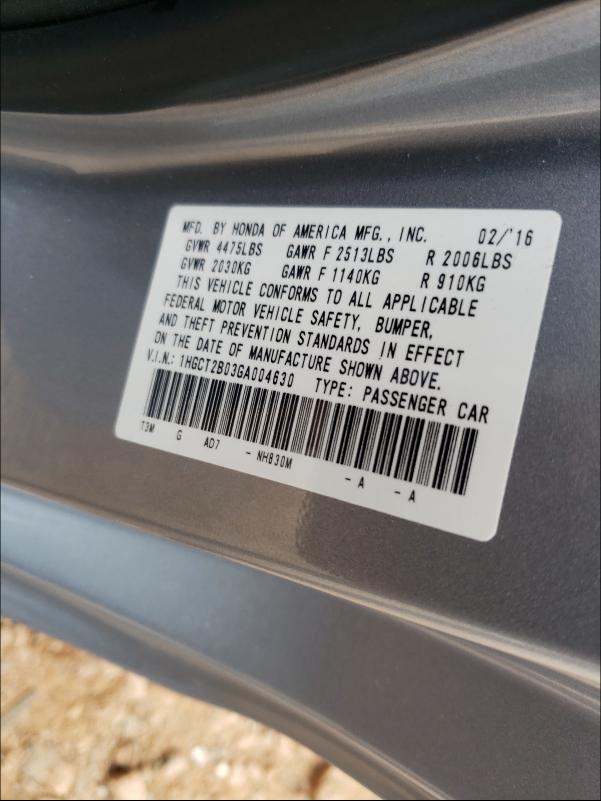 MFD. BY HONDA OF AMERICA MFG., INC. 02/'16
GVWR 4475LBS GAWR F 2513LBS R 2006LBS
GVWR 2030KG GAWR F 1140KG R 910KG
THIS VEHICLE CONFORMS TO ALL APPLICABLE
FEDERAL MOTOR VEHICLE SAFETY, BUMPER,
AND THEFT PREVENTION STANDARDS IN EFFECT
ON THE DATE OF MANUFACTURE SHOWN ABOVE.
V.I.N.: 1HGCT2B03GA004630 TYPE: PASSENGER CAR
T3M G AD7 - NH830M - A - A